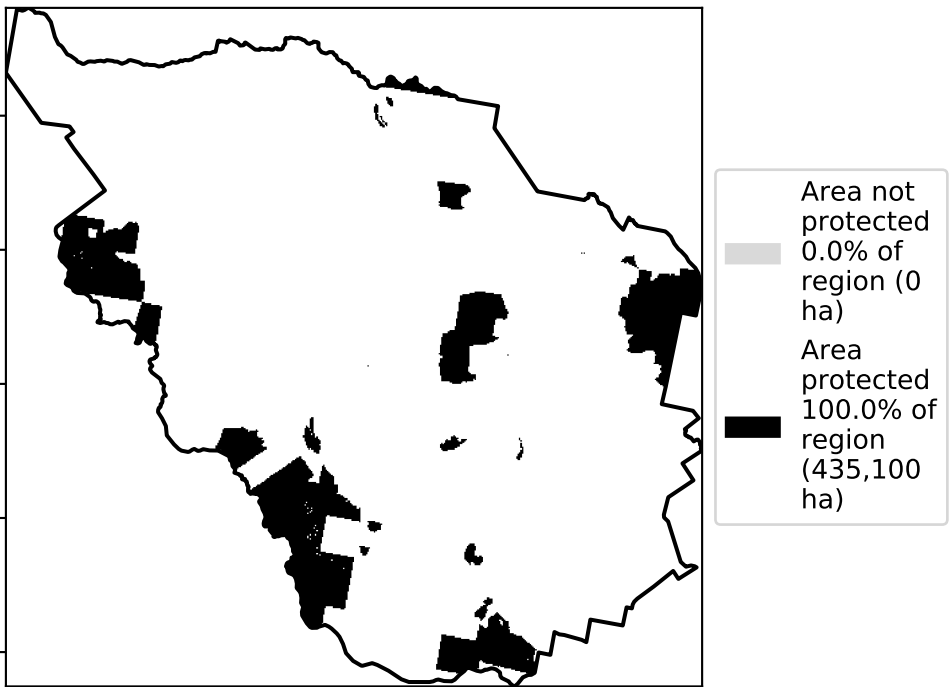 Area not
protected
0.0% of
region (0
ha)
Area
protected
100.0% of
region
(435,100
ha)